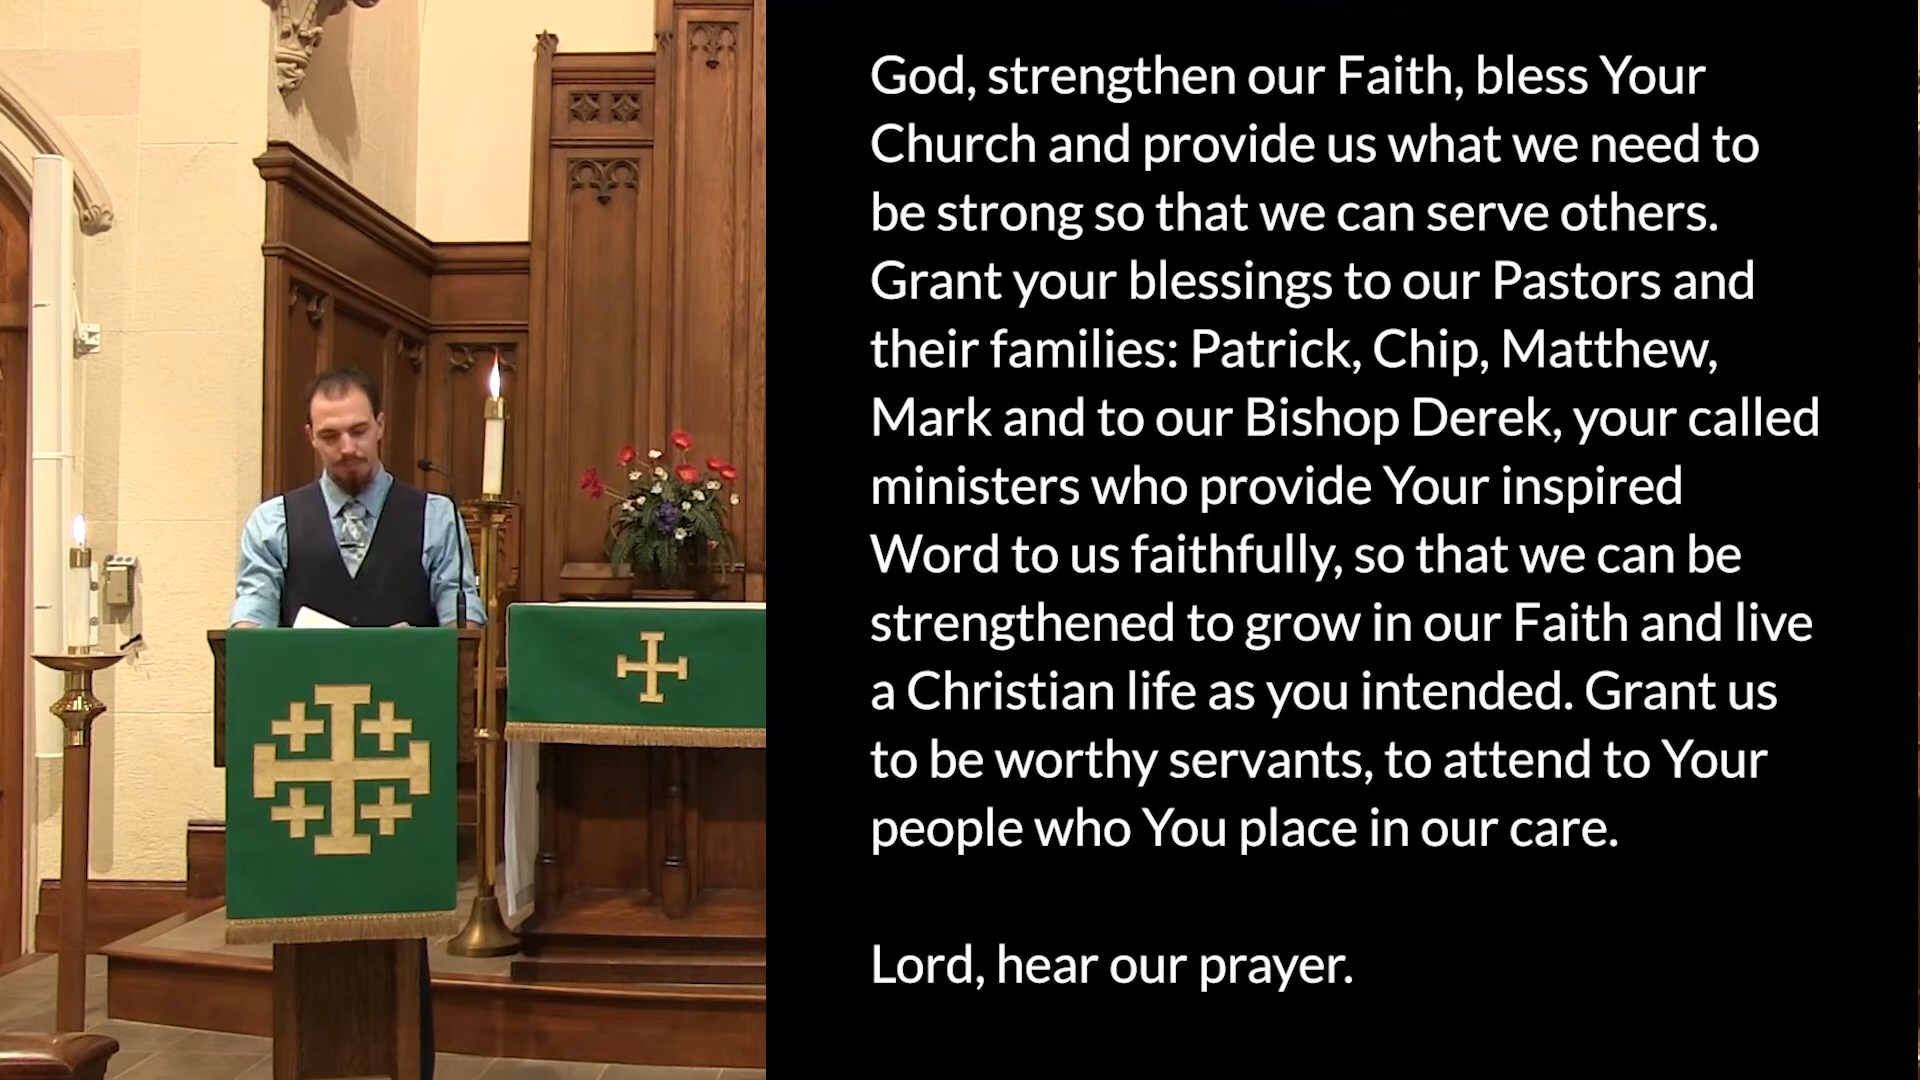 God, strengthen our Faith, bless Your
Church and provide us what we need to
be strong so that we can serve others.
Grant your blessings to our Pastors and
their families: Patrick, Chip, Matthew,
Mark and to our Bishop Derek, your called
ministers who provide Your inspired
Word to us faithfully, so that we can be
strengthened to grow in our Faith and live
a Christian life as you intended. Grant us
to be worthy servants, to attend to Your
people who You place in our care.
Lord, hear our prayer.